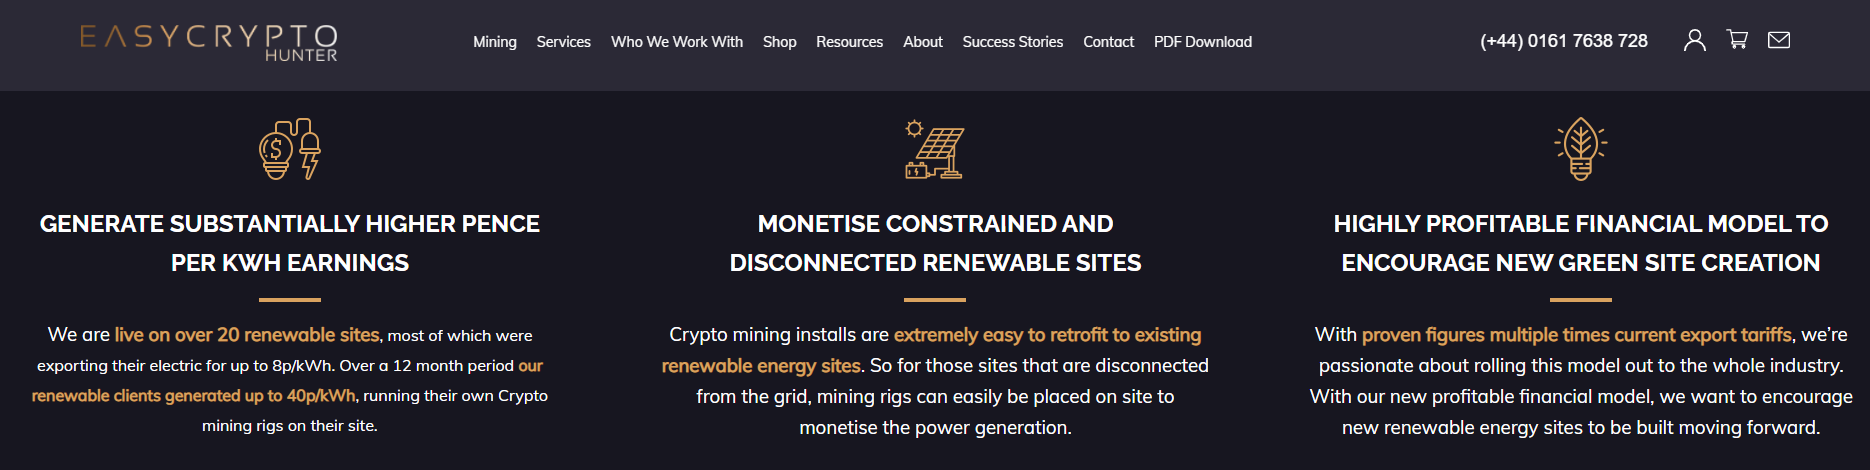 EASYCRYPTO
HUNTER
Mining Services Who We Work With Shop Resources About Success Stories Contact PDF Download
(+44) 0161 7638 728
$
GENERATE SUBSTANTIALLY HIGHER PENCE
PER KWH EARNINGS
We are live on over 20 renewable sites, most of which were
exporting their electric for up to 8p/kWh. Over a 12 month period our
renewable clients generated up to 40p/kWh, running their own Crypto
mining rigs on their site.
MONETISE CONSTRAINED AND
DISCONNECTED RENEWABLE SITES
Crypto mining installs are extremely easy to retrofit to existing
renewable energy sites. So for those sites that are disconnected
from the grid, mining rigs can easily be placed on site to
monetise the power generation.
HIGHLY PROFITABLE FINANCIAL MODEL TO
ENCOURAGE NEW GREEN SITE CREATION
With proven figures multiple times current export tariffs, we’re
passionate about rolling this model out to the whole industry.
With our new profitable financial model, we want to encourage
new renewable energy sites to be built moving forward.